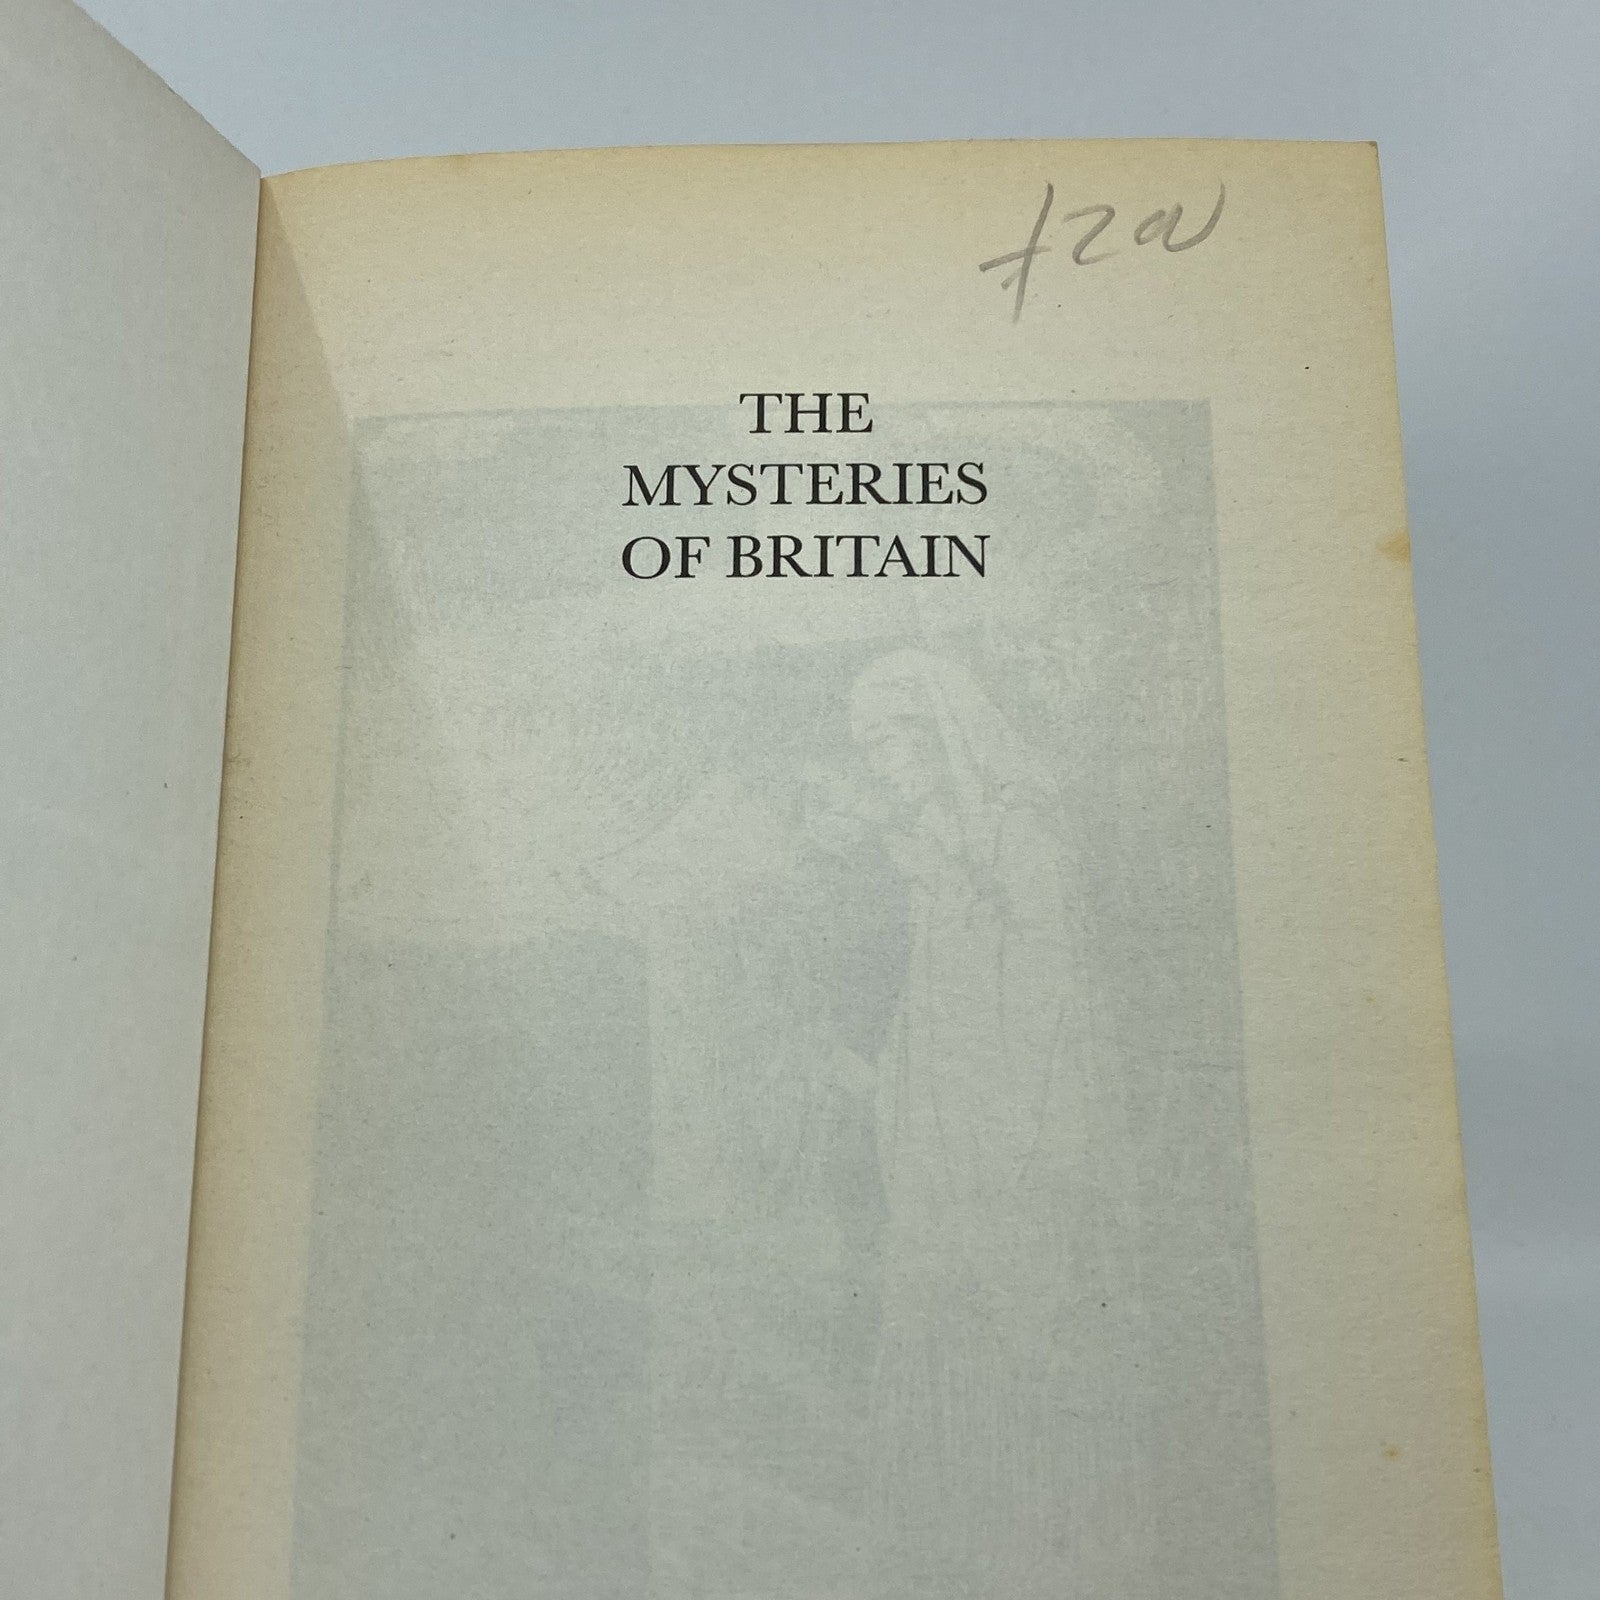 THE
MYSTERIES
OF BRITAIN